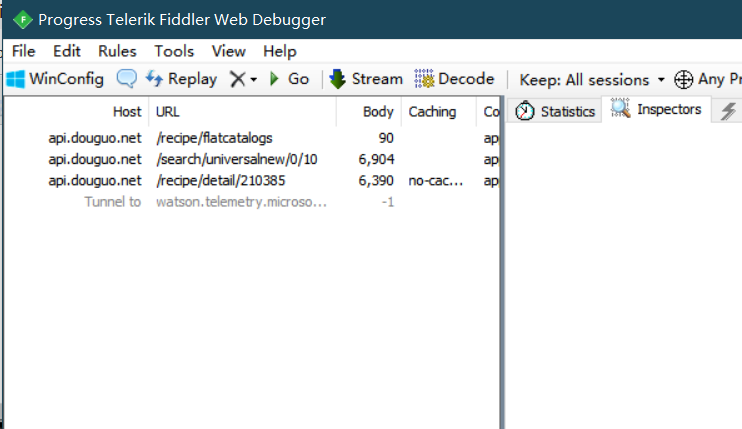 Progress Telerik Fiddler Web Debugger
File Edit Rules Tools View Help
WinConfig Replay Go Stream Decode Keep: All sessions Any Pr
Host URL Body Caching Co Statistics Inspectors
api.douguo.net /recipe/flatcatalogs 90 ap
api.douguo.net /search/universalnew/0/10 6,904 ap
api.douguo.net /recipe/detail/210385 6,390 no-cac... ap
Tunnel to watson.telemetry.microso... -1